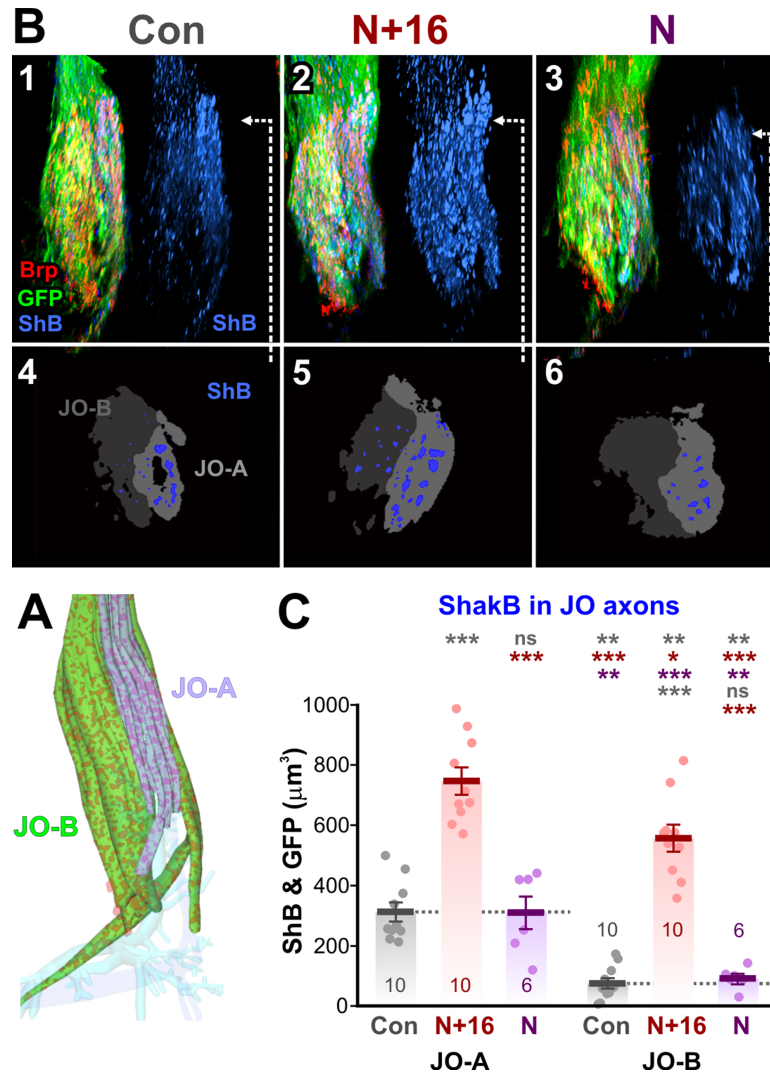 B
Con N+16 N
1 2 3
Brp
GFP
ShB ShB
4 5 6
JO-B ShB
JO-A
A
JO-A
JO-B
C
ShakB in JO axons
*** ns ** ** **
*** *** * ***
** *** **
*** ns
***
ShB & GFP (µm³)
1000
800
600
400
200
0
10 10 6 10 10 6
Con N+16 N Con N+16 N
JO-A JO-B